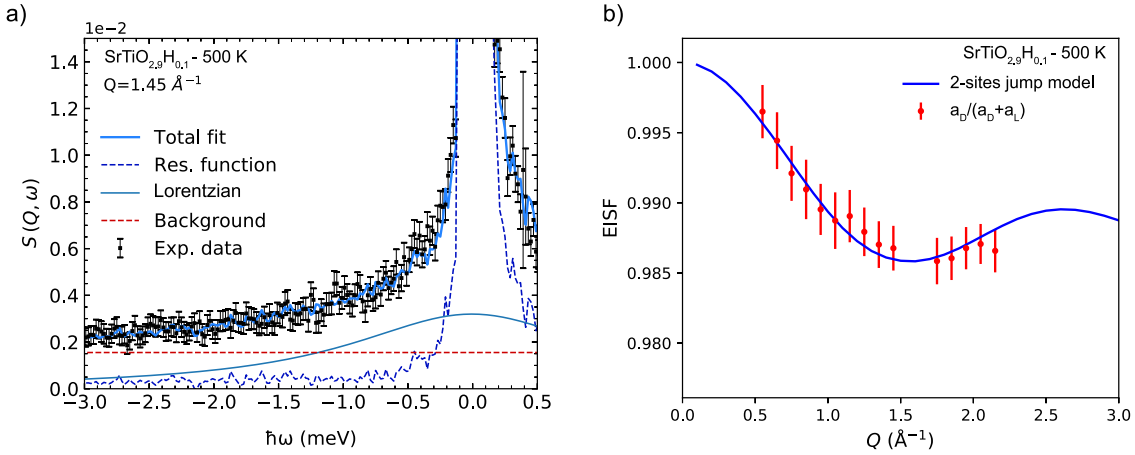 a)
1e−2
SrTiO2.9H0.1 - 500 K
Q=1.45 Å−1
Total fit
Res. function
Lorentzian
Background
Exp. data
S(Q, ω)
1.4
1.2
1.0
0.8
0.6
0.4
0.2
0.0
−3.0 −2.5 −2.0 −1.5 −1.0 −0.5 0.0 0.5
ħω (meV)
b)
SrTiO2.9H0.1 - 500 K
2-sites jump model
aD/(aD+aL)
EISF
1.000
0.995
0.990
0.985
0.980
0.0 0.5 1.0 1.5 2.0 2.5 3.0
Q (Å−1)